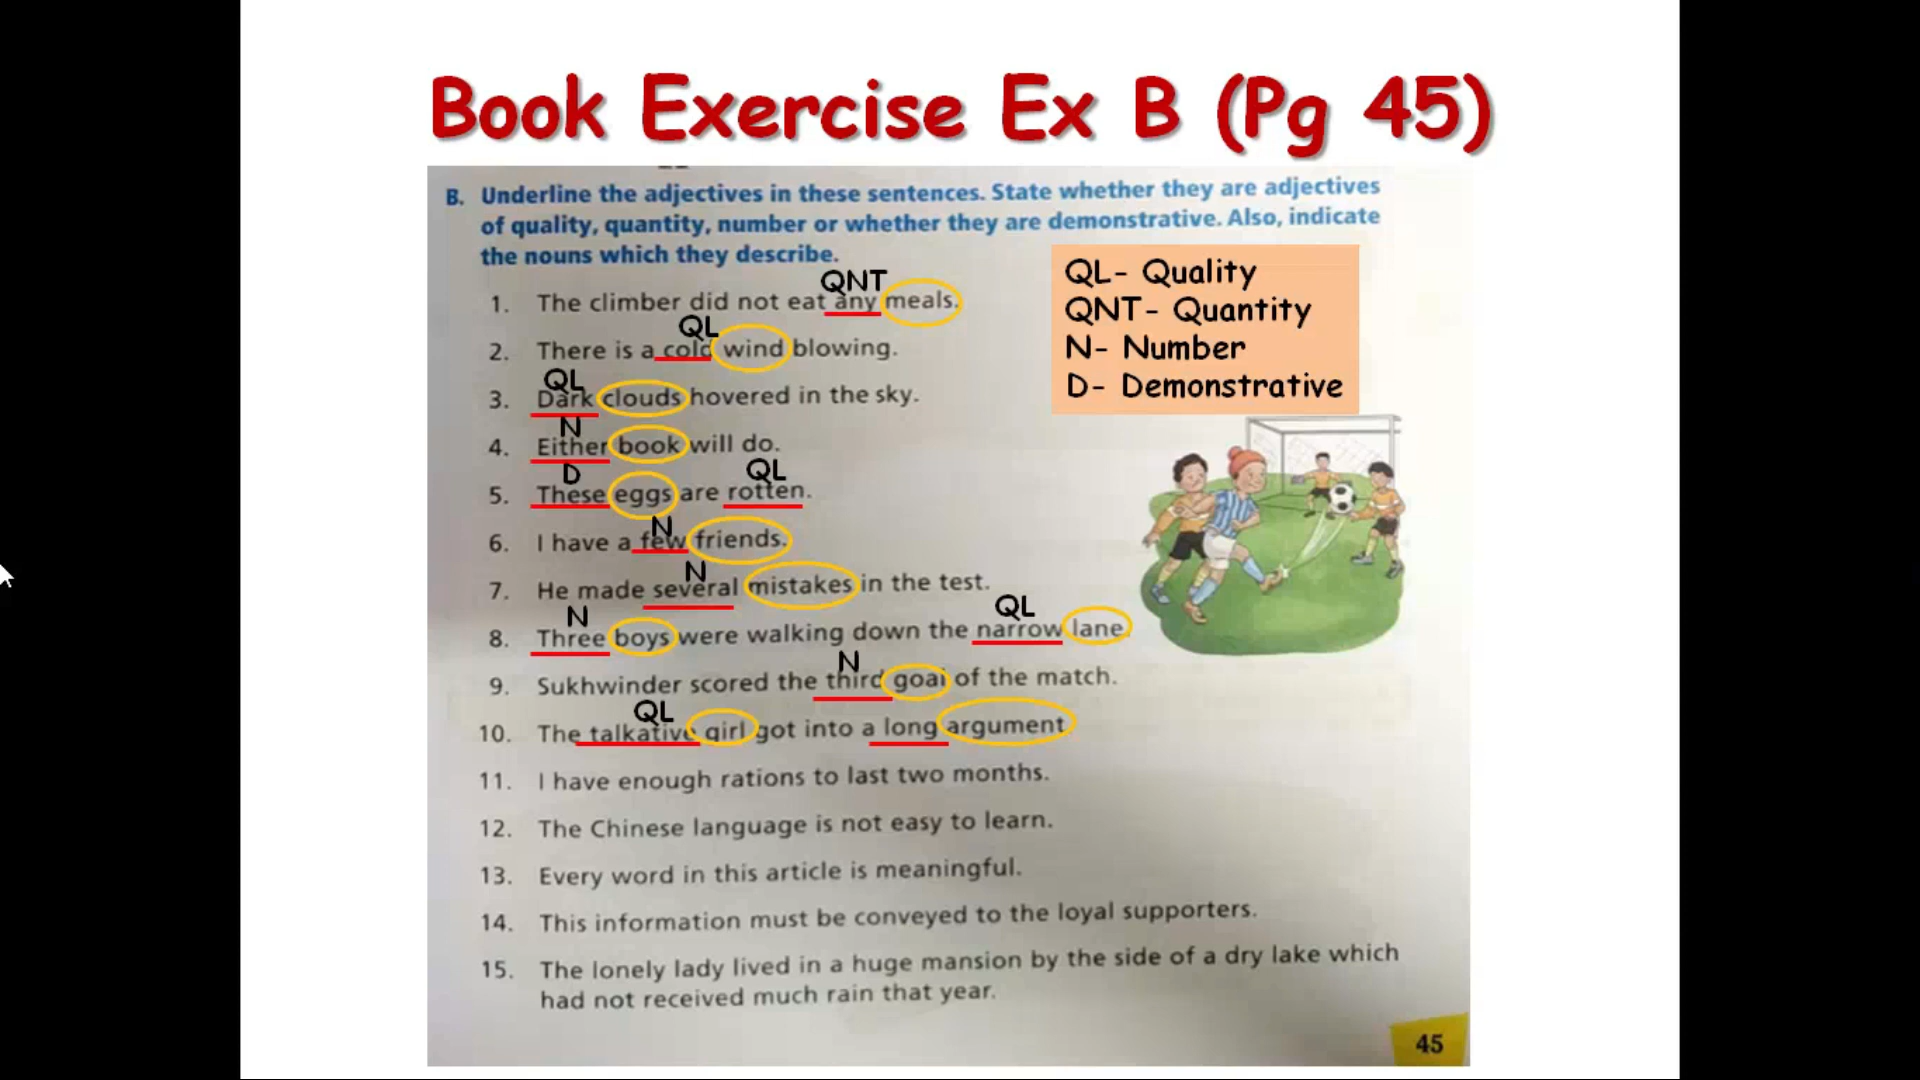 Book Exercise Ex B (Pg 45)
B. Underline the adjectives in these sentences. State whether they are adjectives
of quality, quantity, number or whether they are demonstrative. Also, indicate
the nouns which they describe.
QL- Quality
QNT- Quantity
N- Number
D- Demonstrative
QNT
1. The climber did not eat any meals.
QL
2. There is a cold wind blowing.
QL
3. Dark clouds hovered in the sky.
N
4. Either book will do.
D QL
5. These eggs are rotten.
N
6. I have a few friends.
N
7. He made several mistakes in the test.
N QL
8. Three boys were walking down the narrow lane.
N
9. Sukhwinder scored the third goal of the match.
QL
10. The talkative girl got into a long argument
11. I have enough rations to last two months.
12. The Chinese language is not easy to learn.
13. Every word in this article is meaningful.
14. This information must be conveyed to the loyal supporters.
15. The lonely lady lived in a huge mansion by the side of a dry lake which
had not received much rain that year.
45